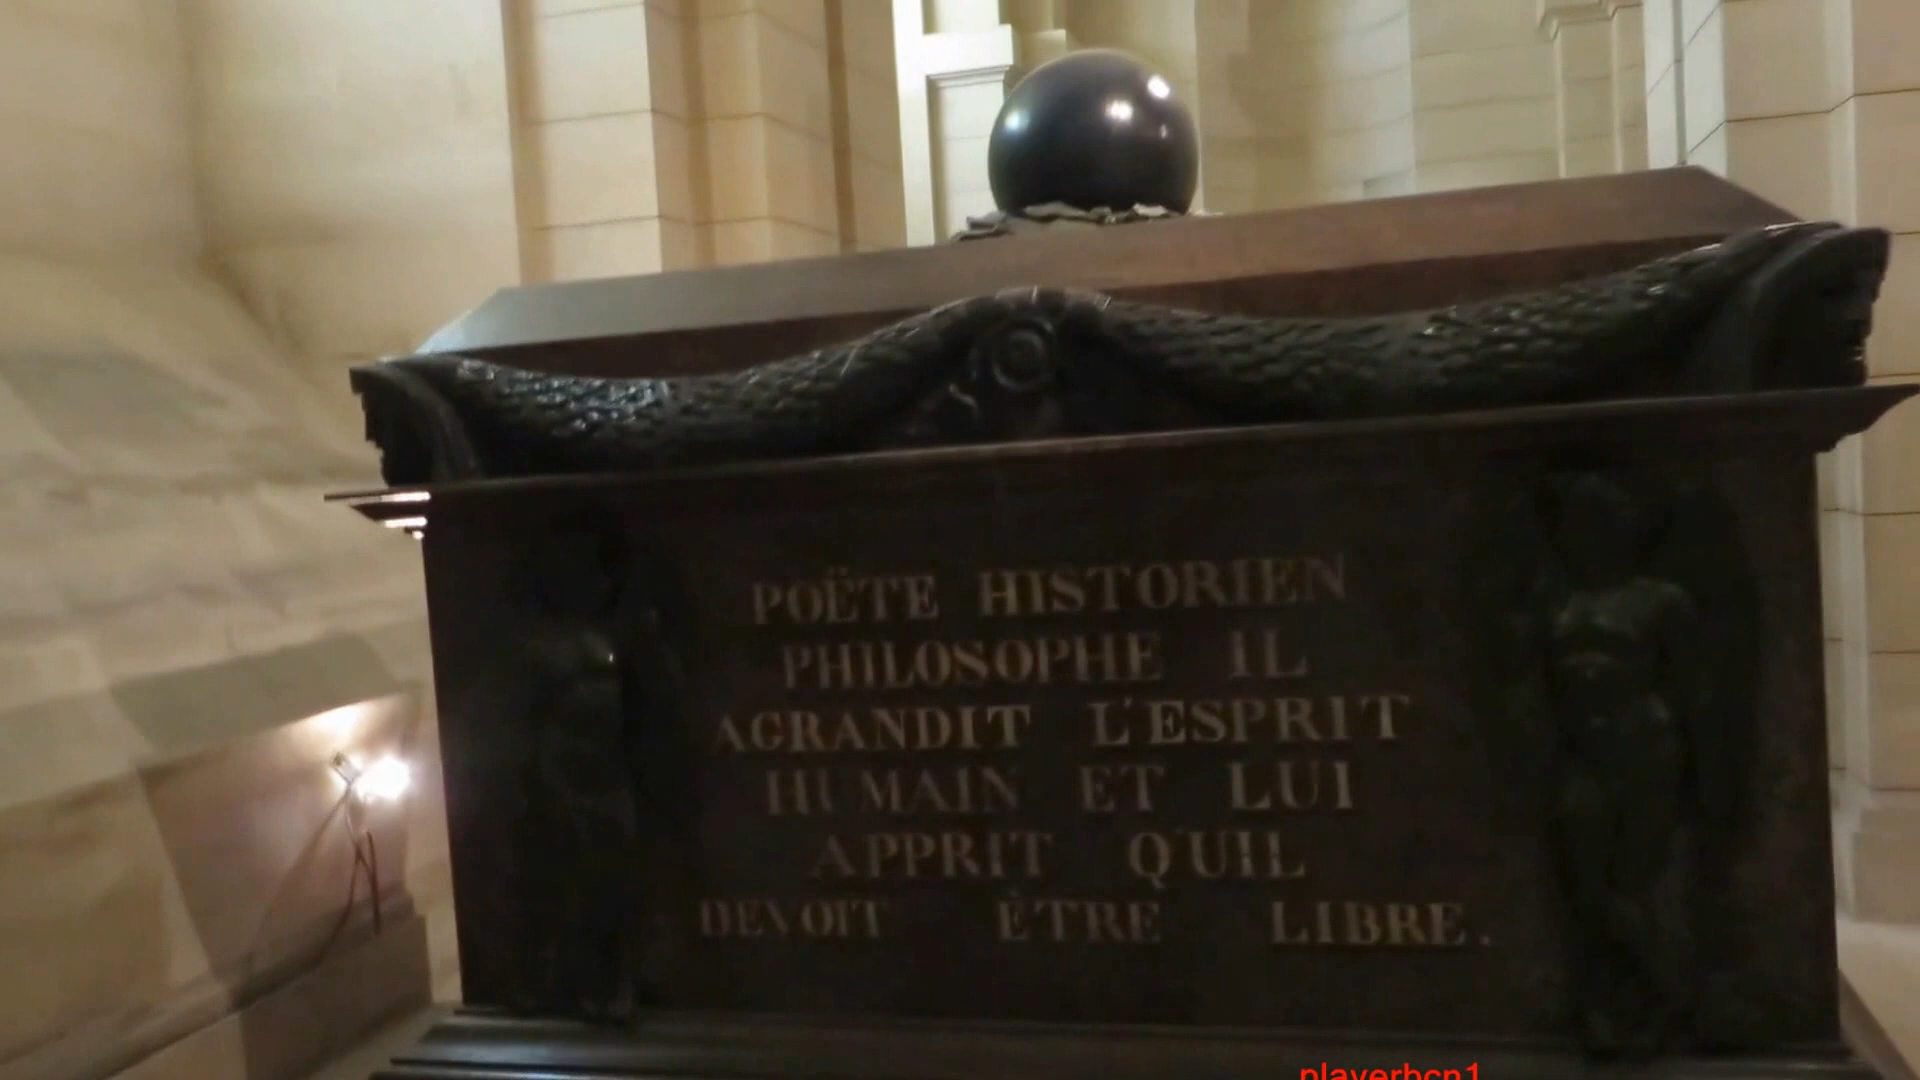 POËTE HISTORIEN
PHILOSOPHE IL
AGRANDIT L'ESPRIT
HUMAIN ET LUI
APPRIT QU'IL
DEVOIT ÊTRE LIBRE.
playerbcn1